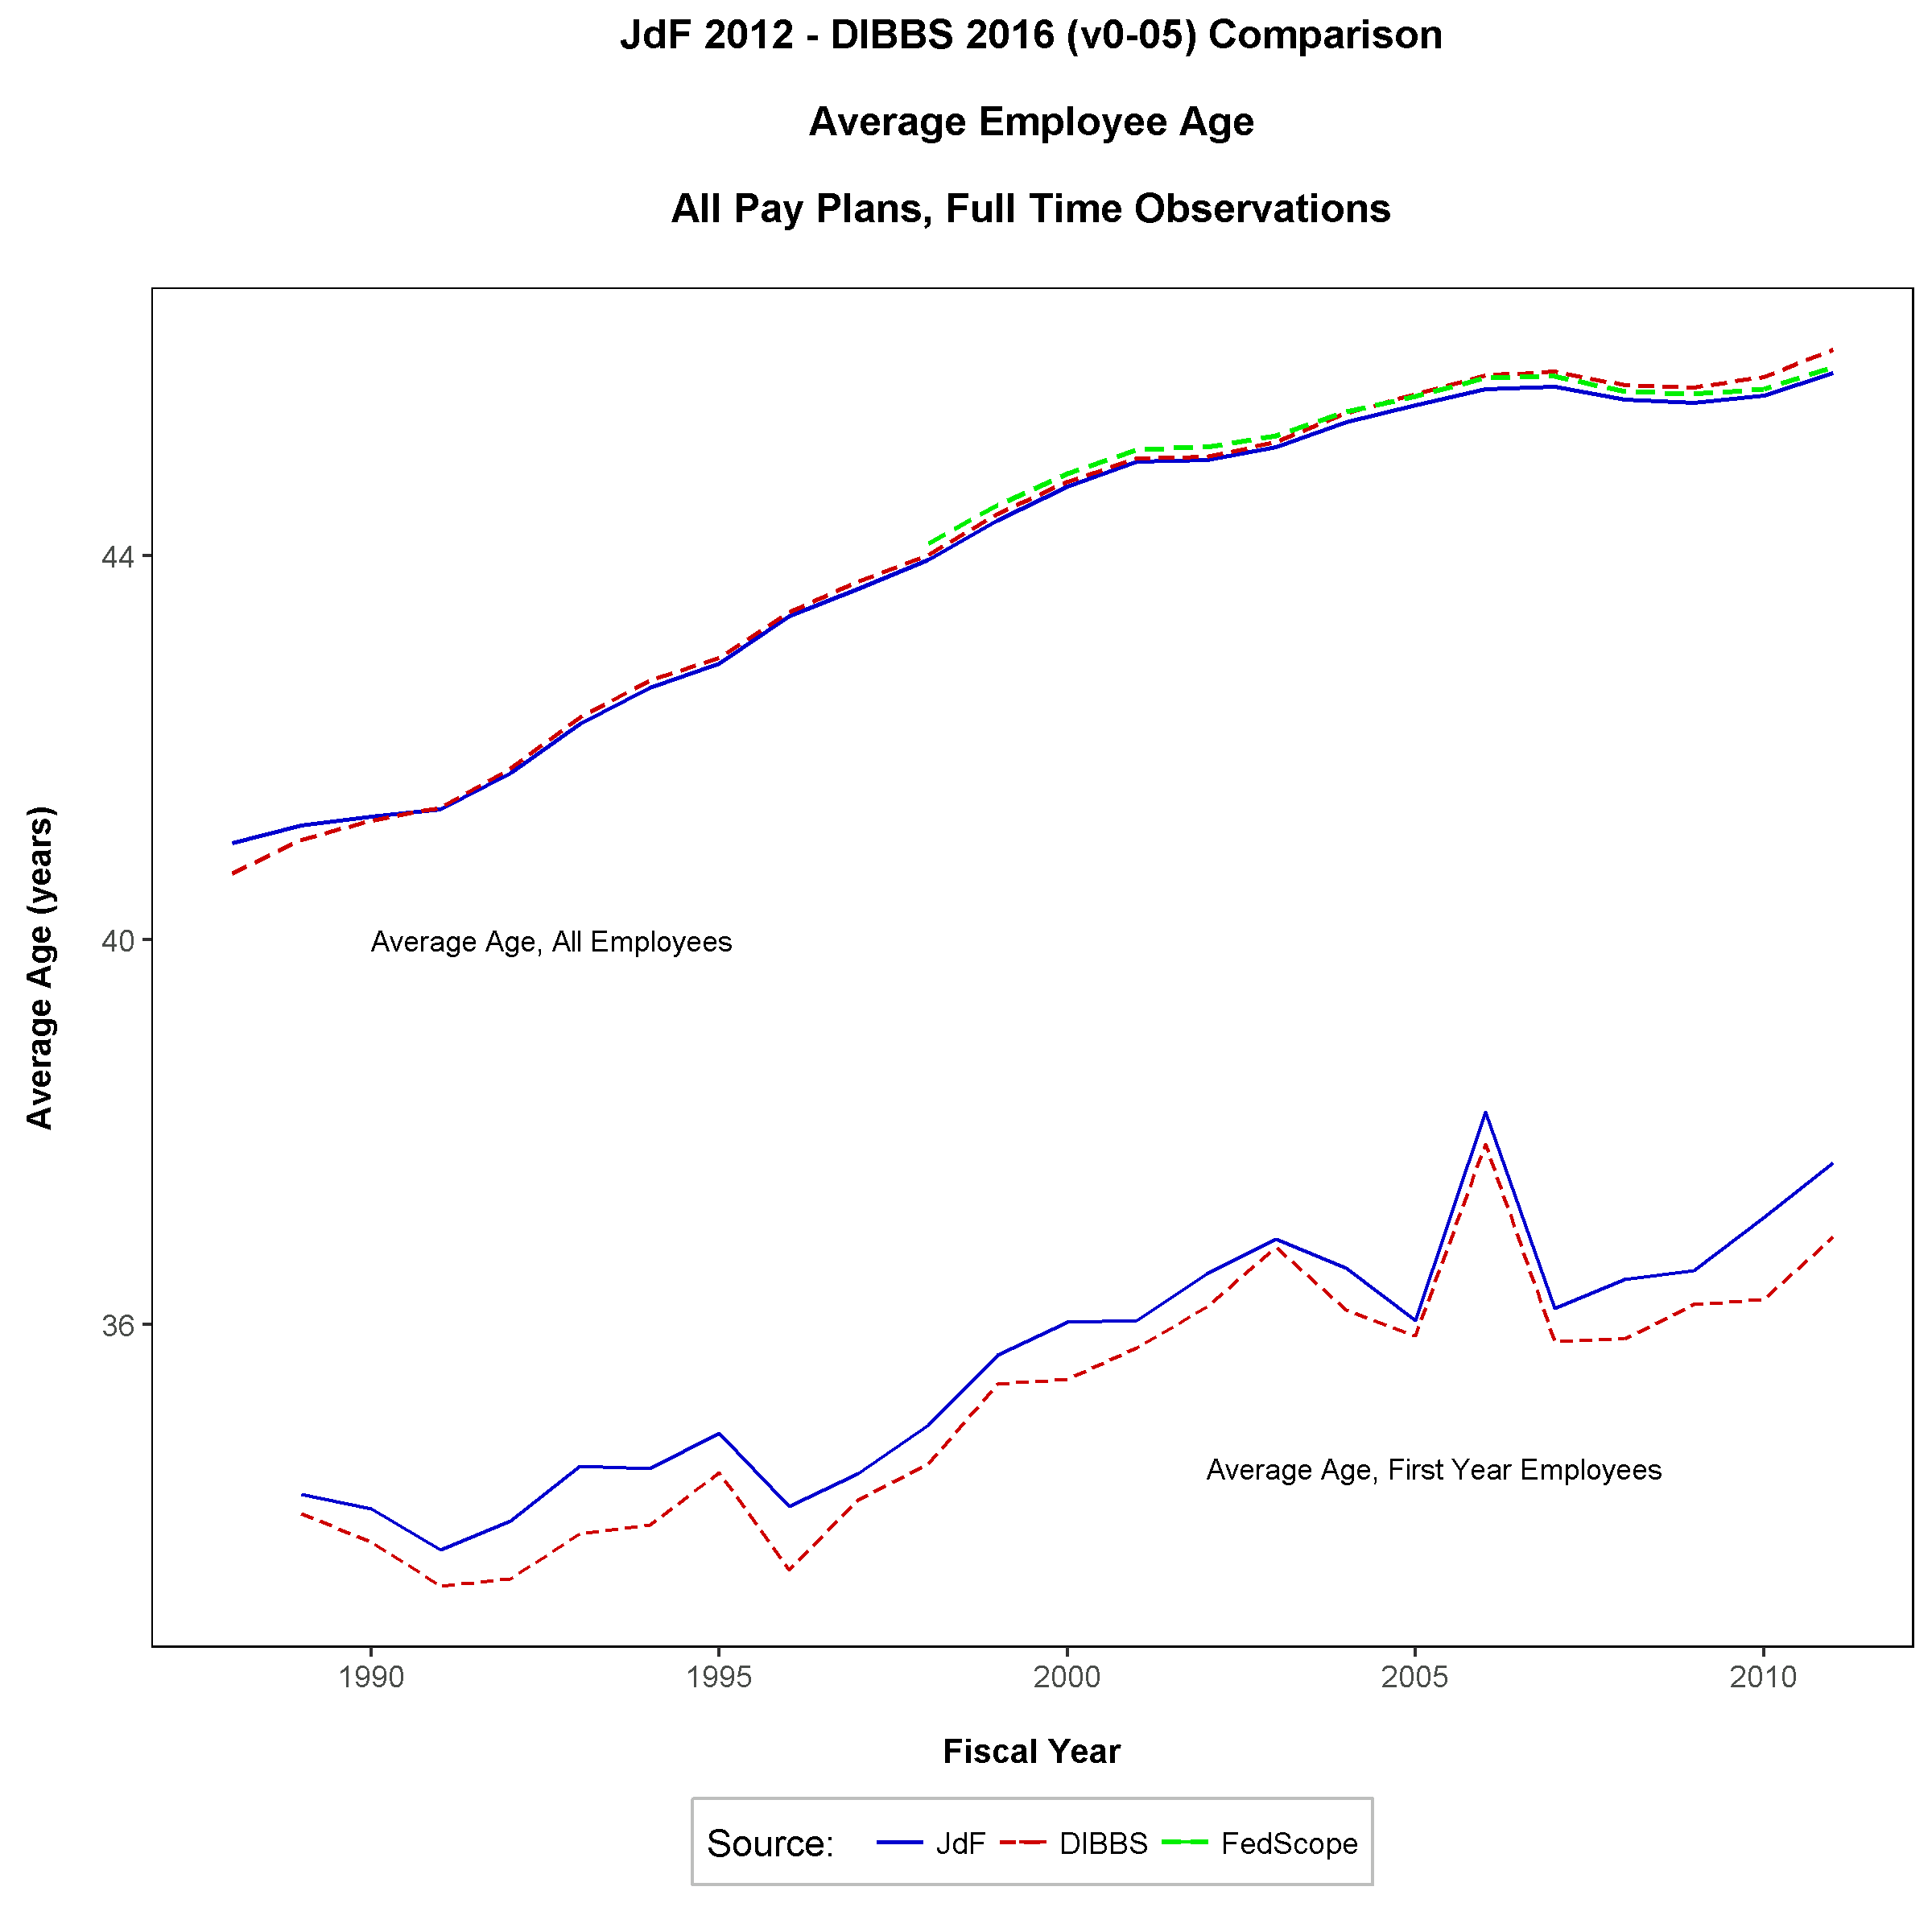 JdF 2012 - DIBBS 2016 (v0-05) Comparison
Average Employee Age
All Pay Plans, Full Time Observations
Average Age (years)
44
40
36
Average Age, All Employees
Average Age, First Year Employees
1990 1995 2000 2005 2010
Fiscal Year
Source: JdF DIBBS FedScope